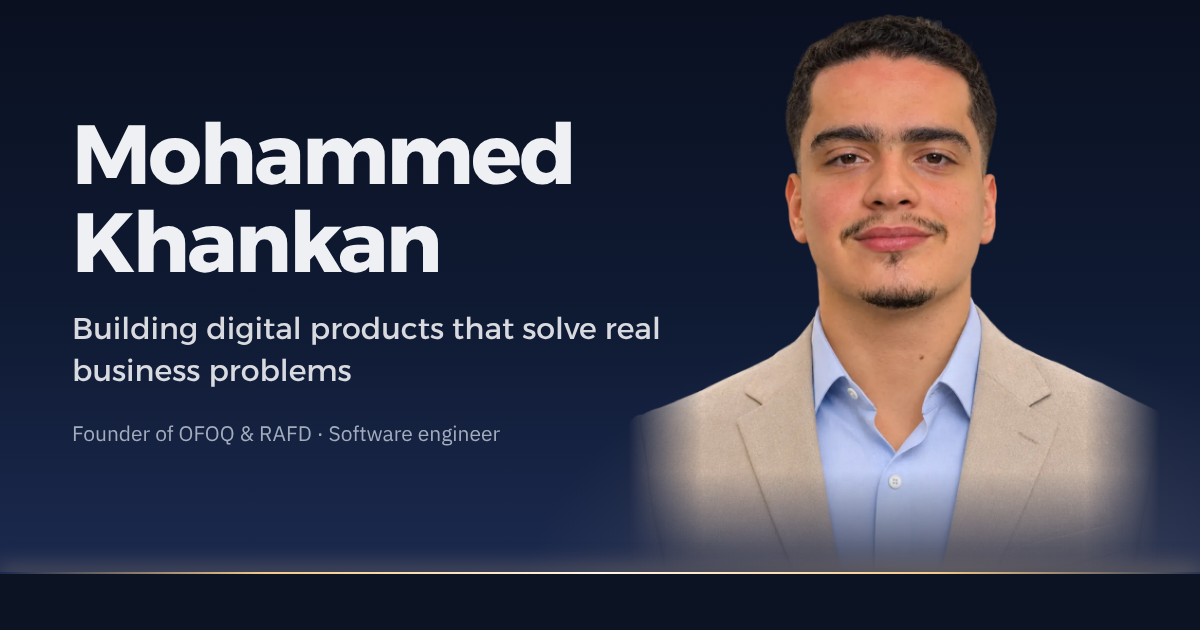 Mohammed
Khankan
Building digital products that solve real
business problems
Founder of OFOQ & RAFD · Software engineer